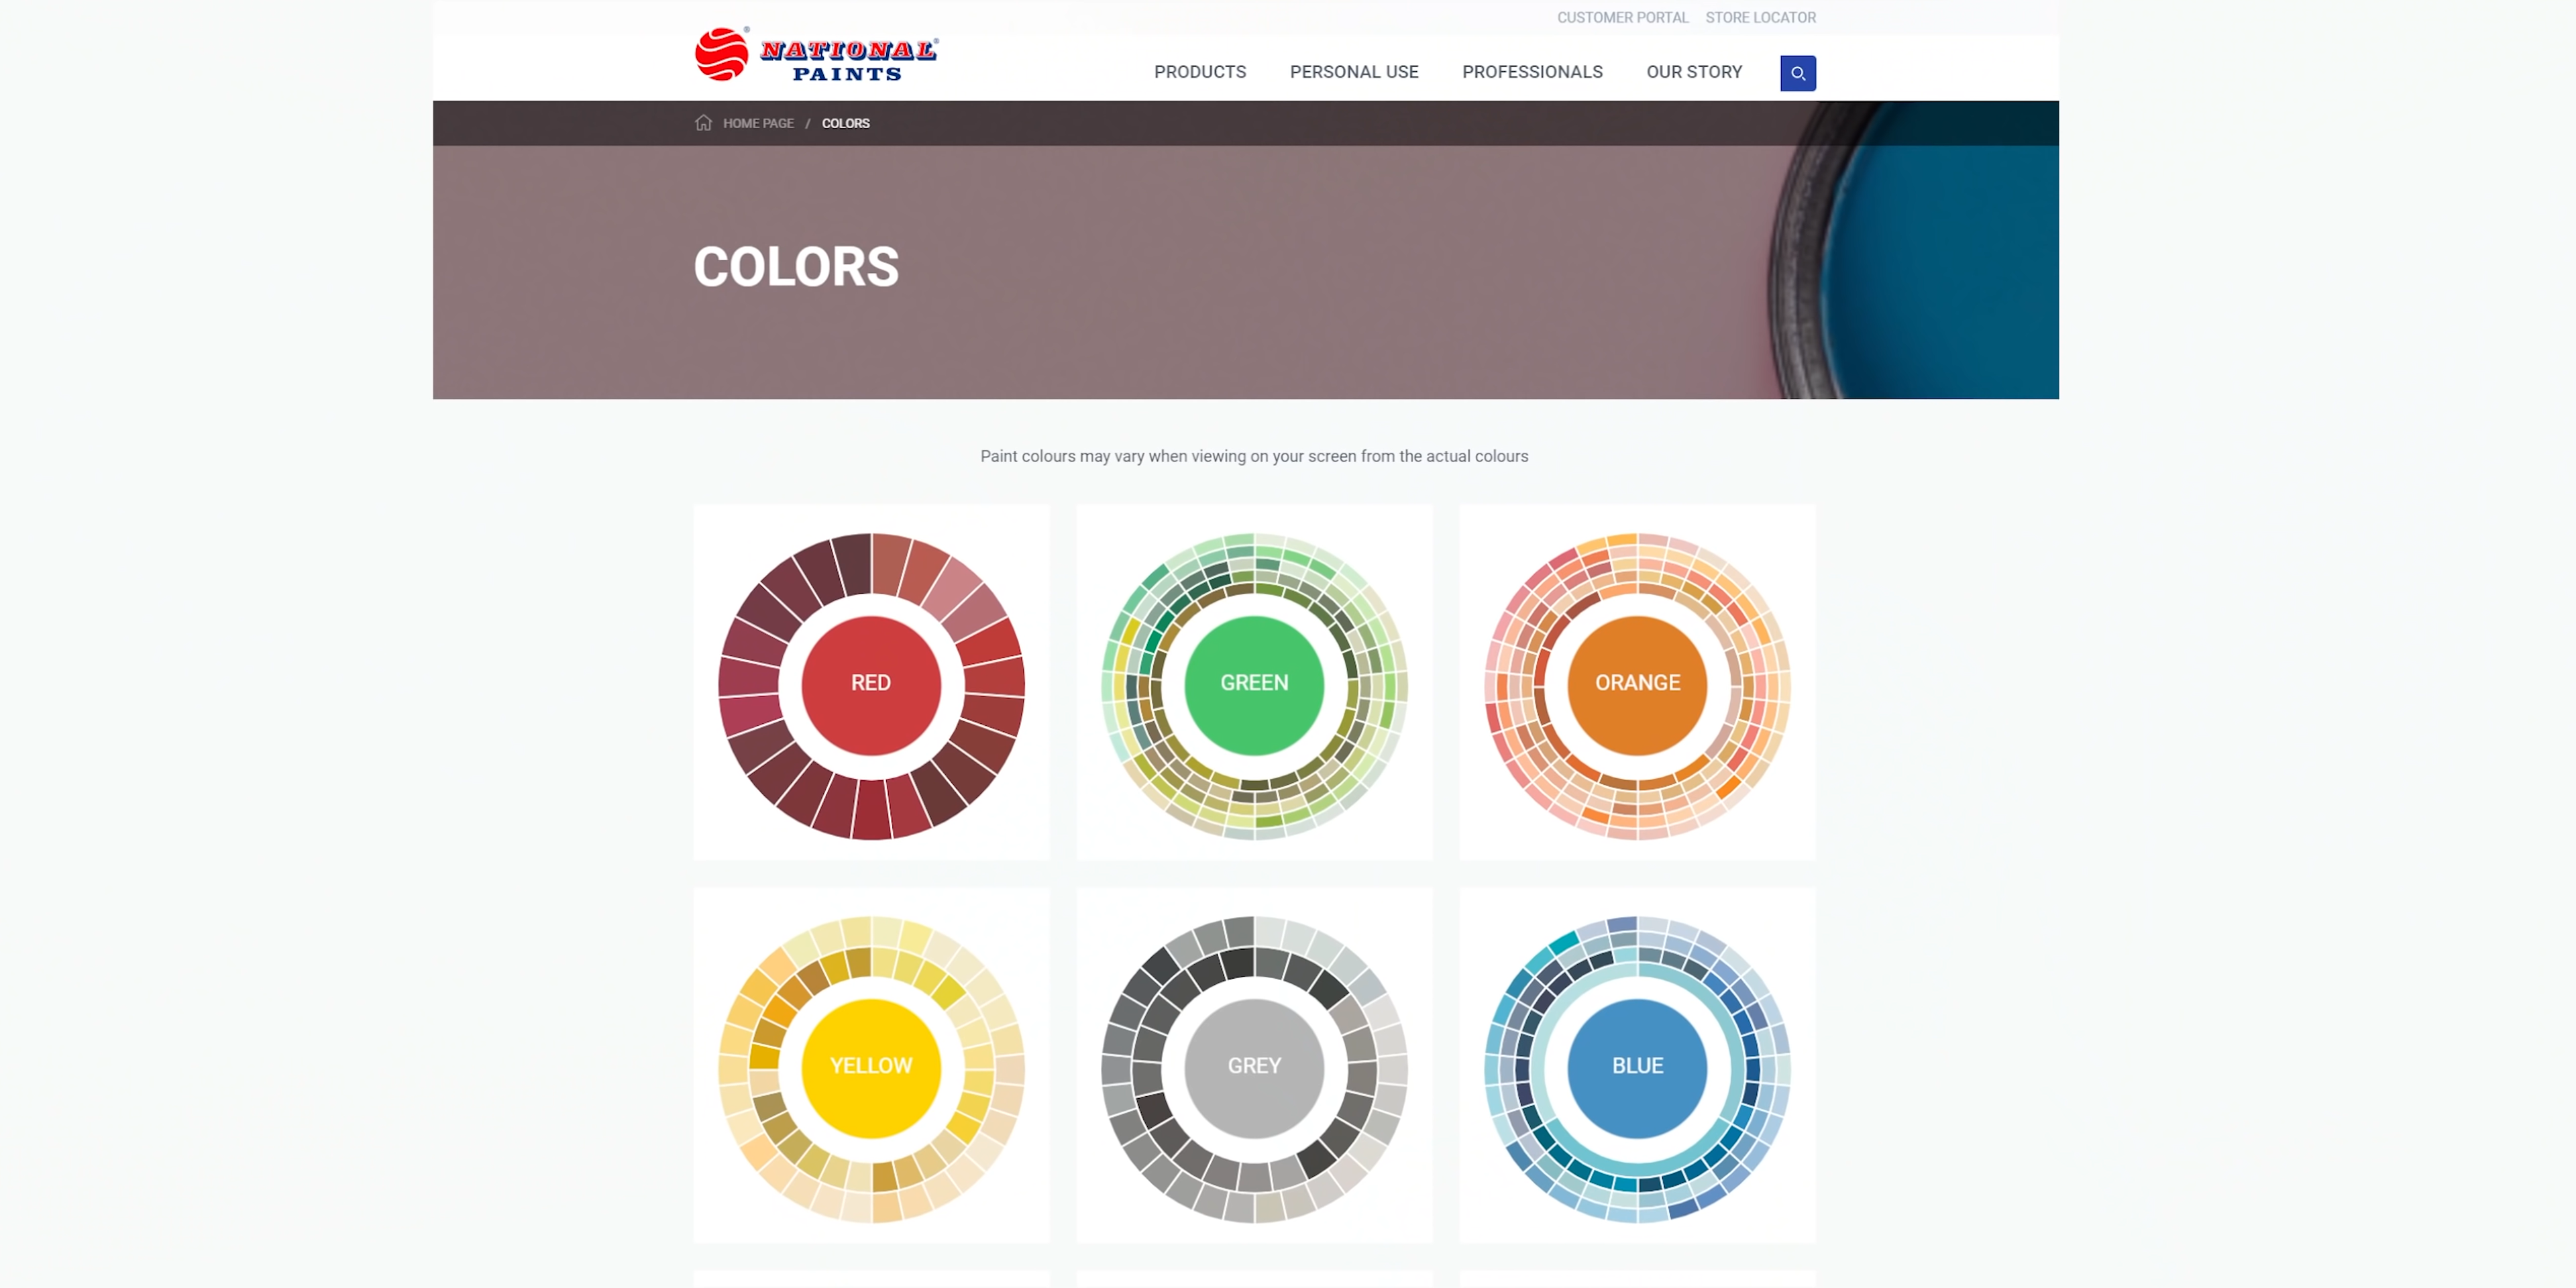 CUSTOMER PORTAL STORE LOCATOR
NATIONAL®
PAINTS
PRODUCTS PERSONAL USE PROFESSIONALS OUR STORY
HOME PAGE / COLORS
COLORS
Paint colours may vary when viewing on your screen from the actual colours
RED GREEN ORANGE
YELLOW GREY BLUE